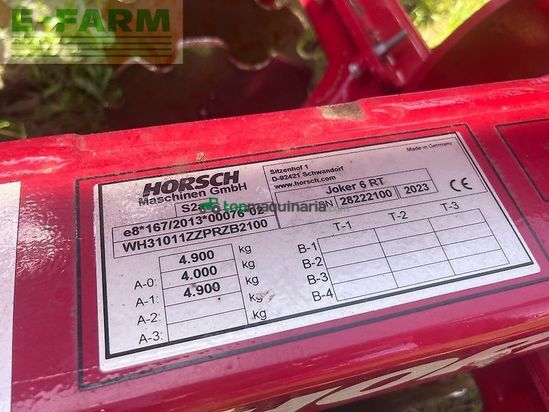 E-FARM
HORSCH
Maschinen GmbH
Sitzenhof 1
D-92421 Schwandorf
www.horsch.com
Made in Germany
Joker 6 RT
28222100 2023 CE
topmaquinaria
e8*167/2013*00076*02
WH31011ZZPRZB2100
A-0: 4.900 kg
A-1: 4.000 kg
A-2: 4.900 kg
A-3: kg
T-1 T-2 T-3
B-1
B-2
B-3
B-4